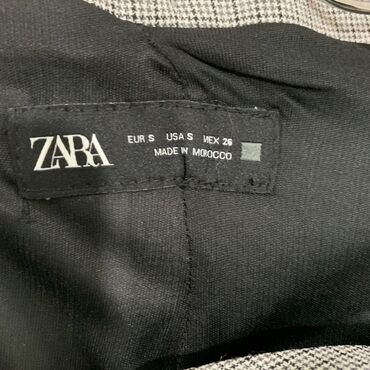 ZARA
EUR S USA S MEX 26
MADE IN MOROCCO